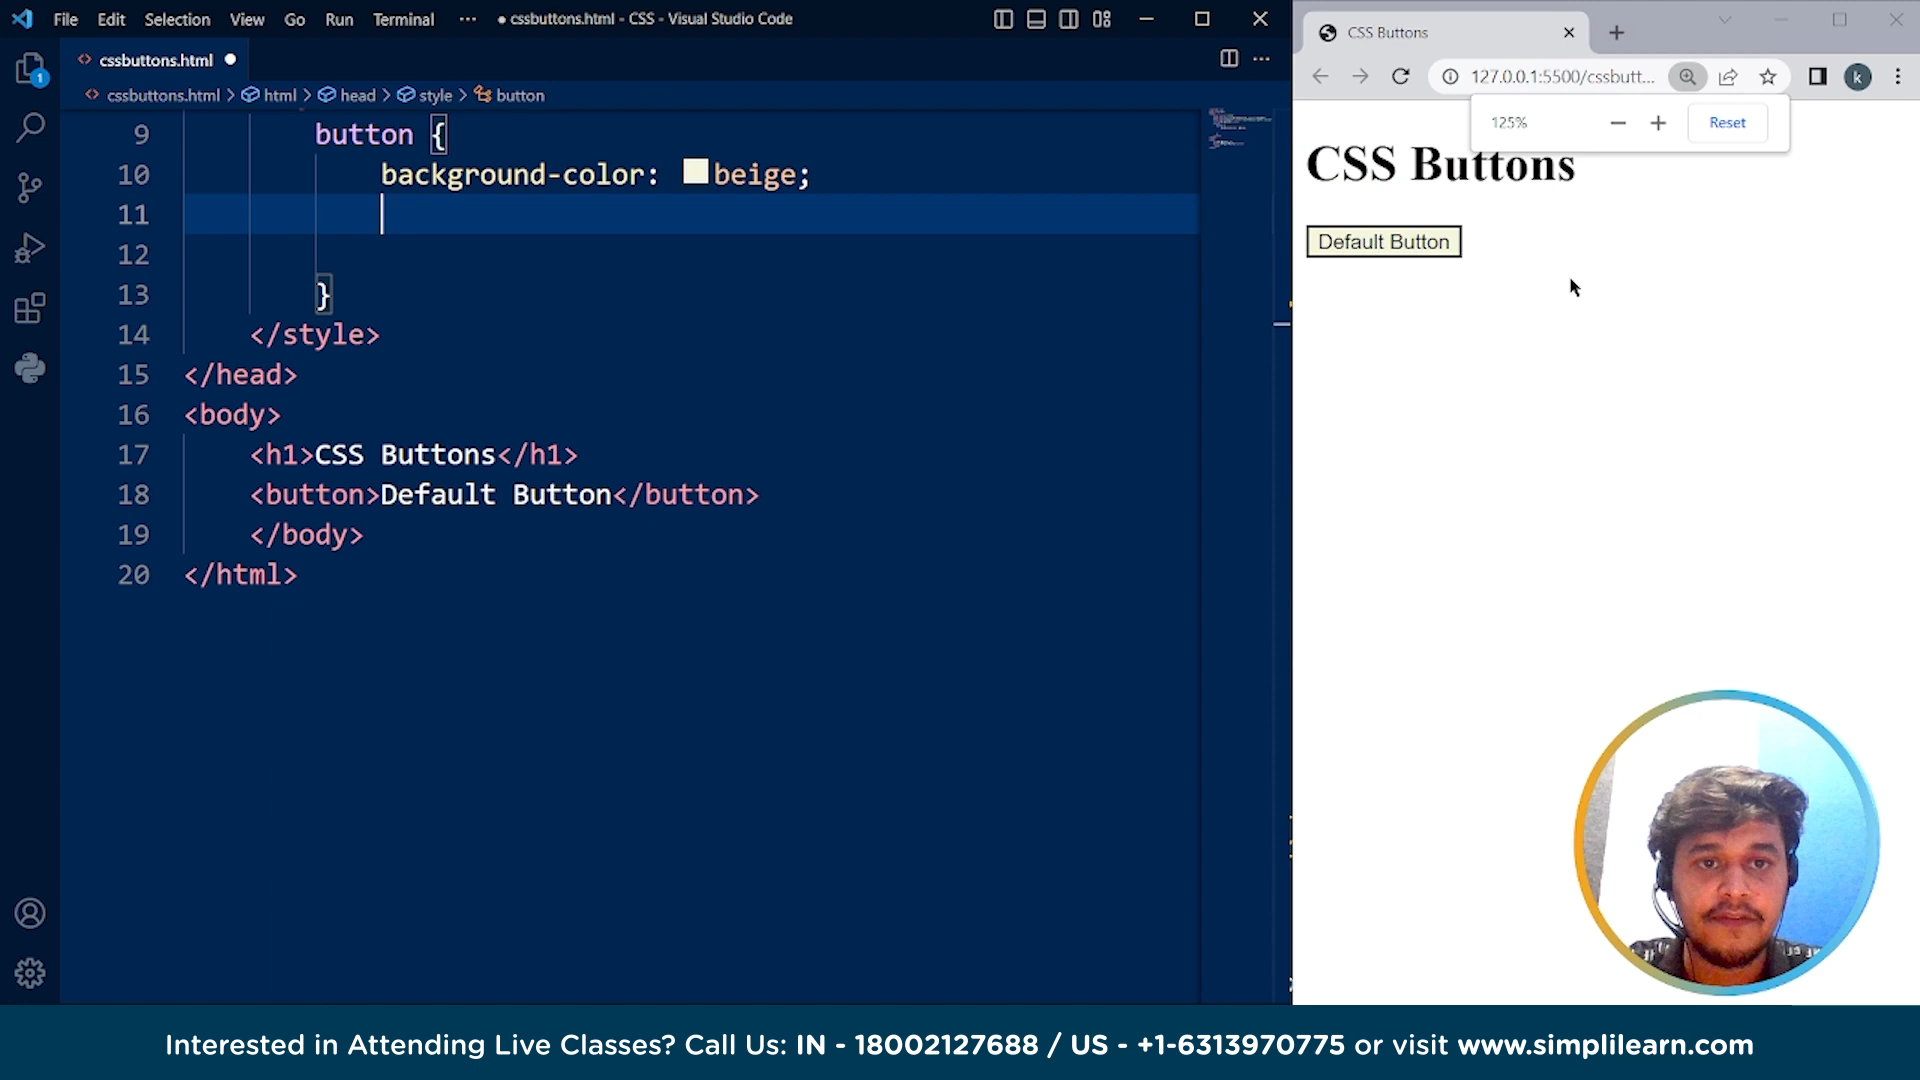 File Edit Selection View Go Run Terminal ··· ● cssbuttons.html - CSS - Visual Studio Code
cssbuttons.html
cssbuttons.html > html > head > style > button
9 button {
10 background-color: beige;
11
12
13 }
14 </style>
15 </head>
16 <body>
17 <h1>CSS Buttons</h1>
18 <button>Default Button</button>
19 </body>
20 </html>
1
CSS Buttons
127.0.0.1:5500/cssbutt...
k
125%
Reset
CSS Buttons
Default Button
Interested in Attending Live Classes? Call Us: IN - 18002127688 / US - +1-6313970775 or visit www.simplilearn.com